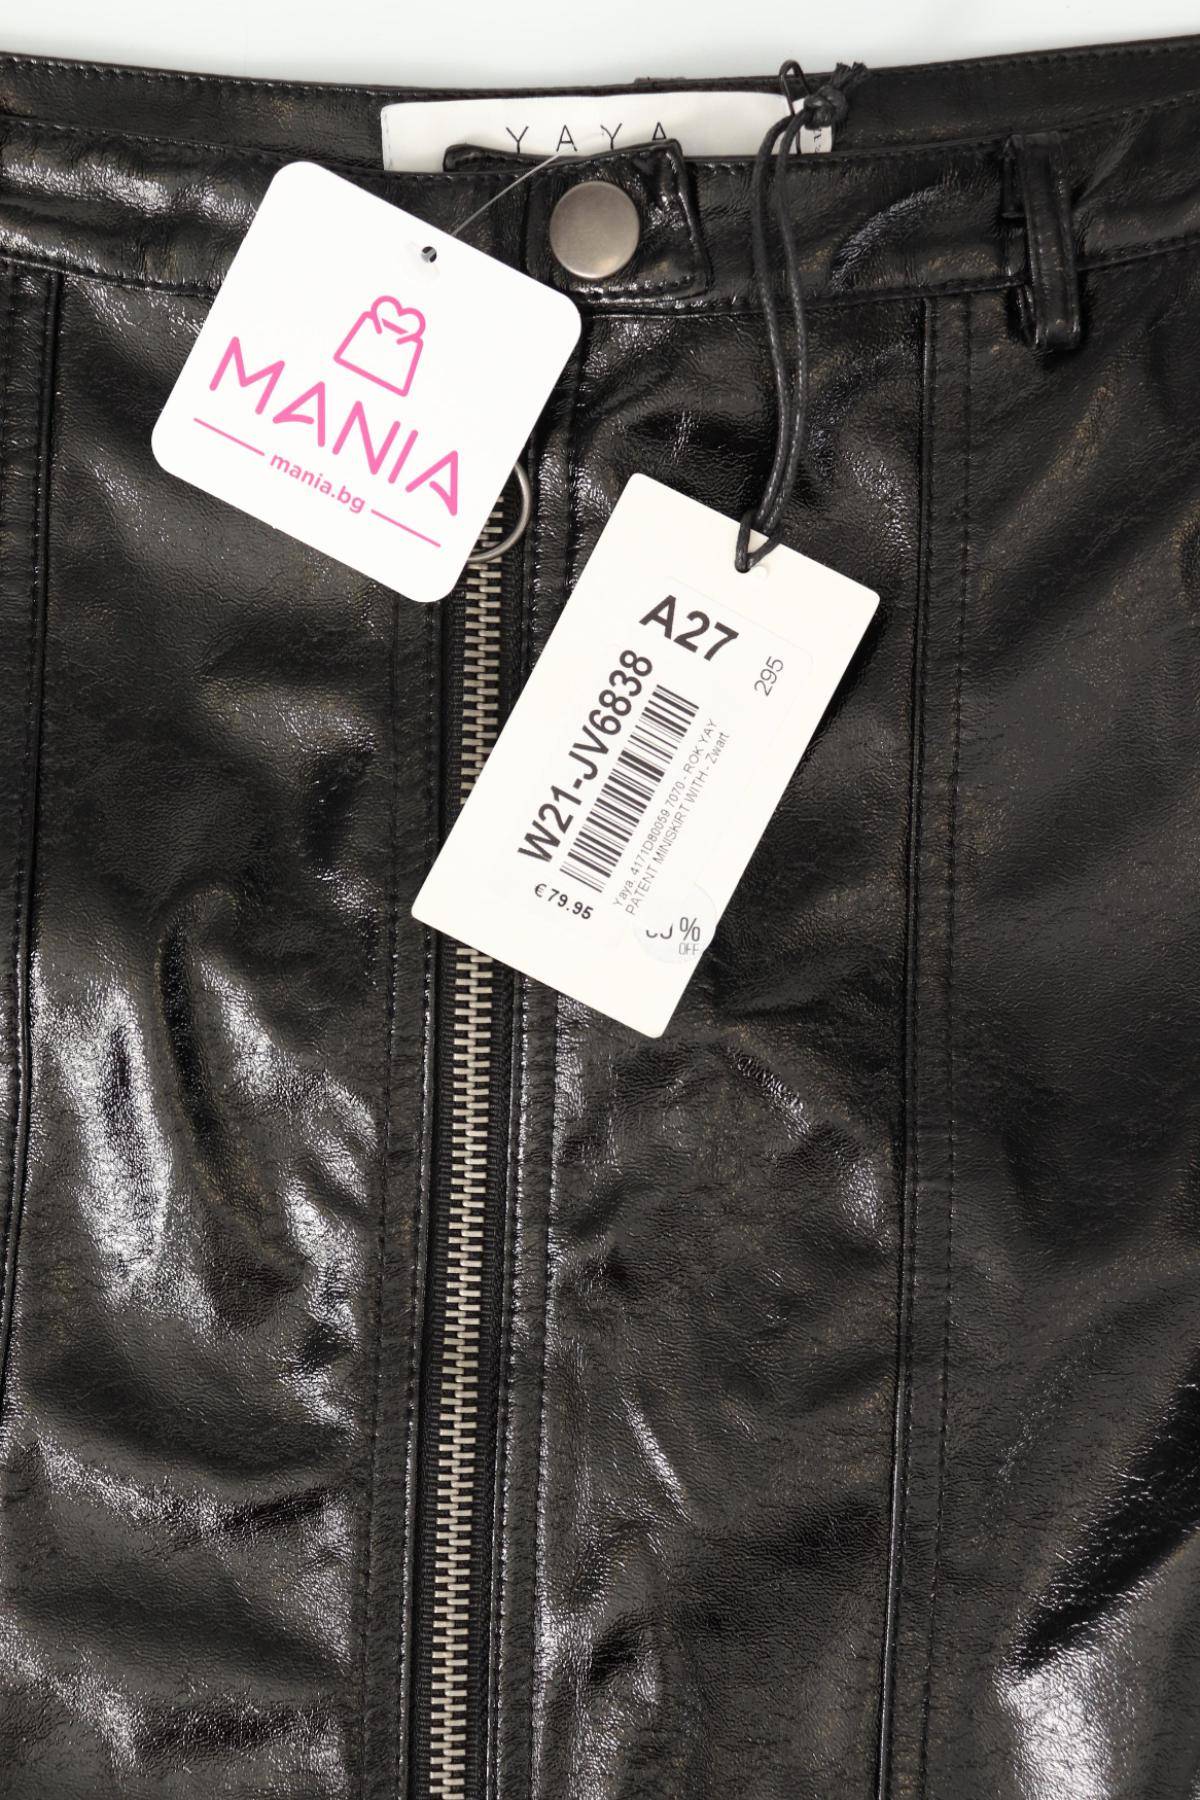 YAYA
MANIA
mania.bg
A27
295
W21-JV6838
Yaya, 4171D80059 7070 - ROK YAY
PATENT MINISKIRT WITH - Zwart
€ 79.95
%
OFF